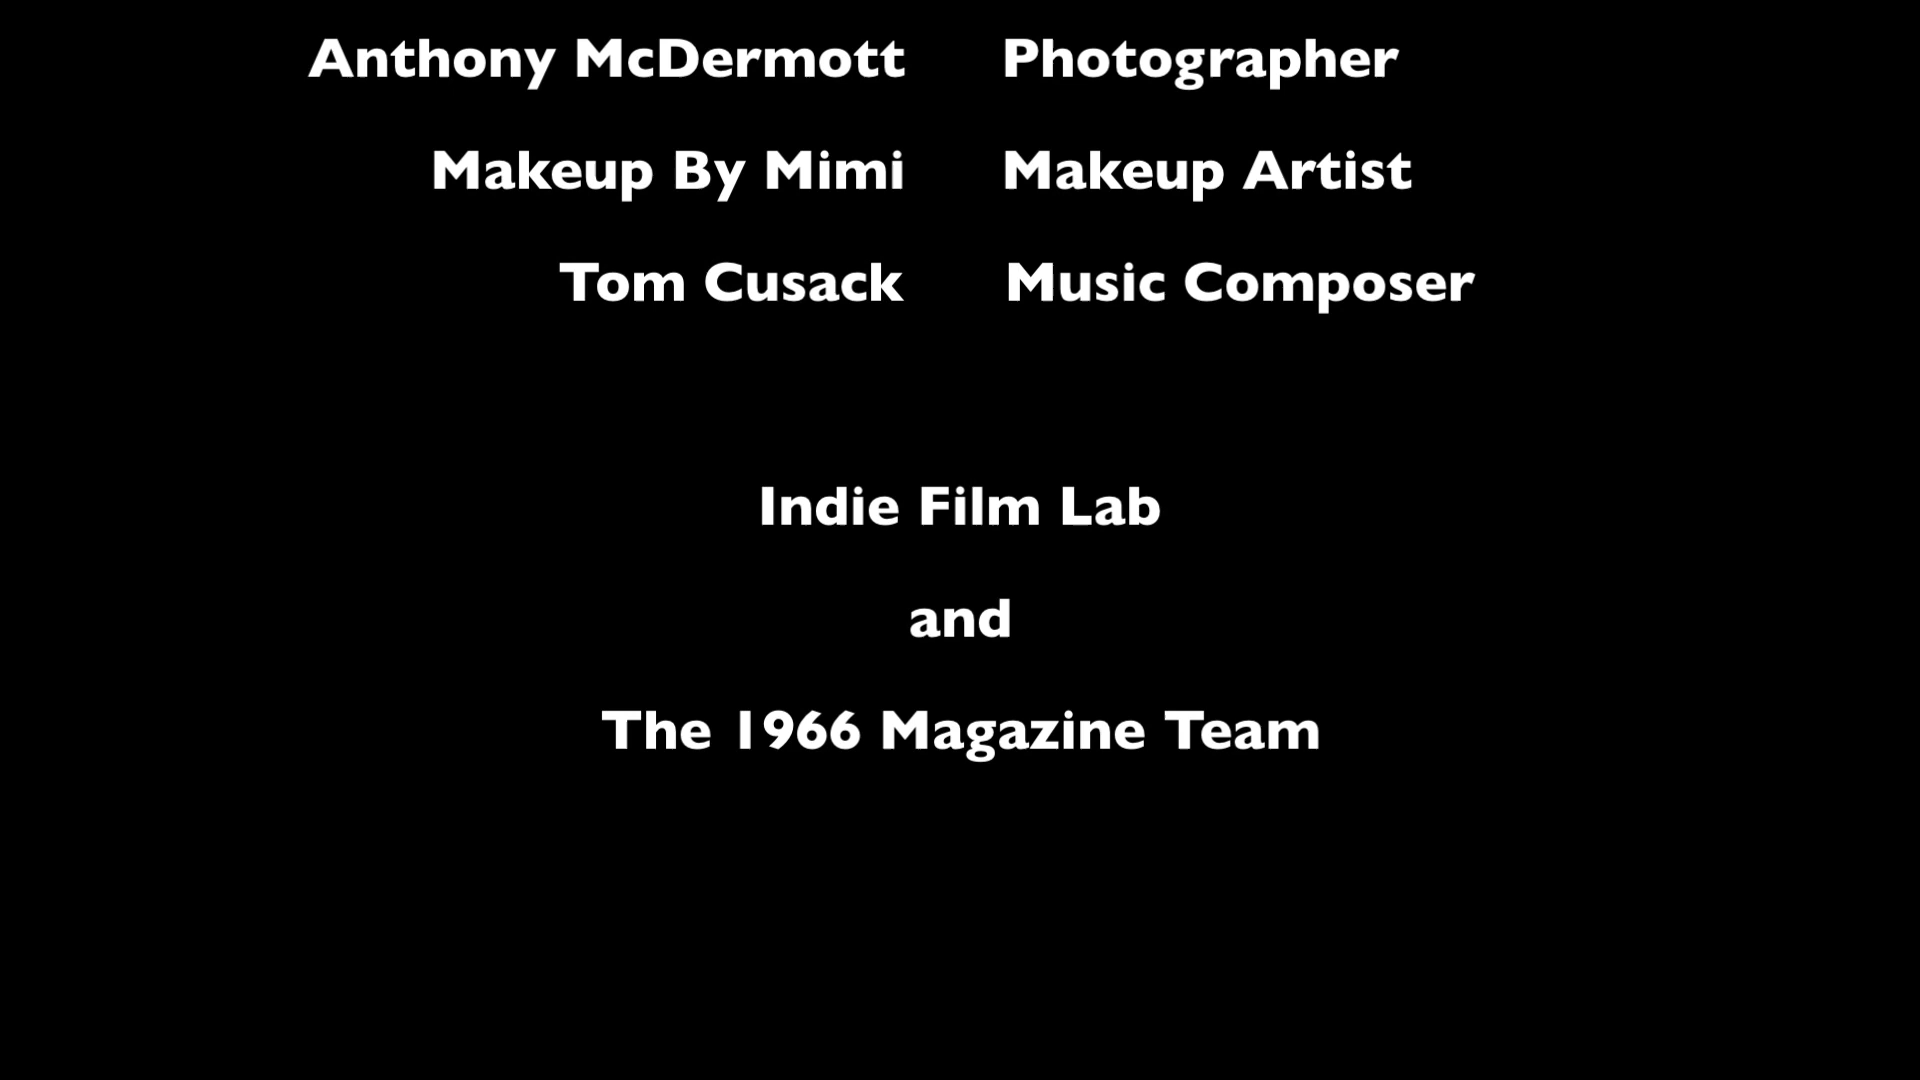 Anthony McDermott Photographer
Makeup By Mimi Makeup Artist
Tom Cusack Music Composer
Indie Film Lab
and
The 1966 Magazine Team